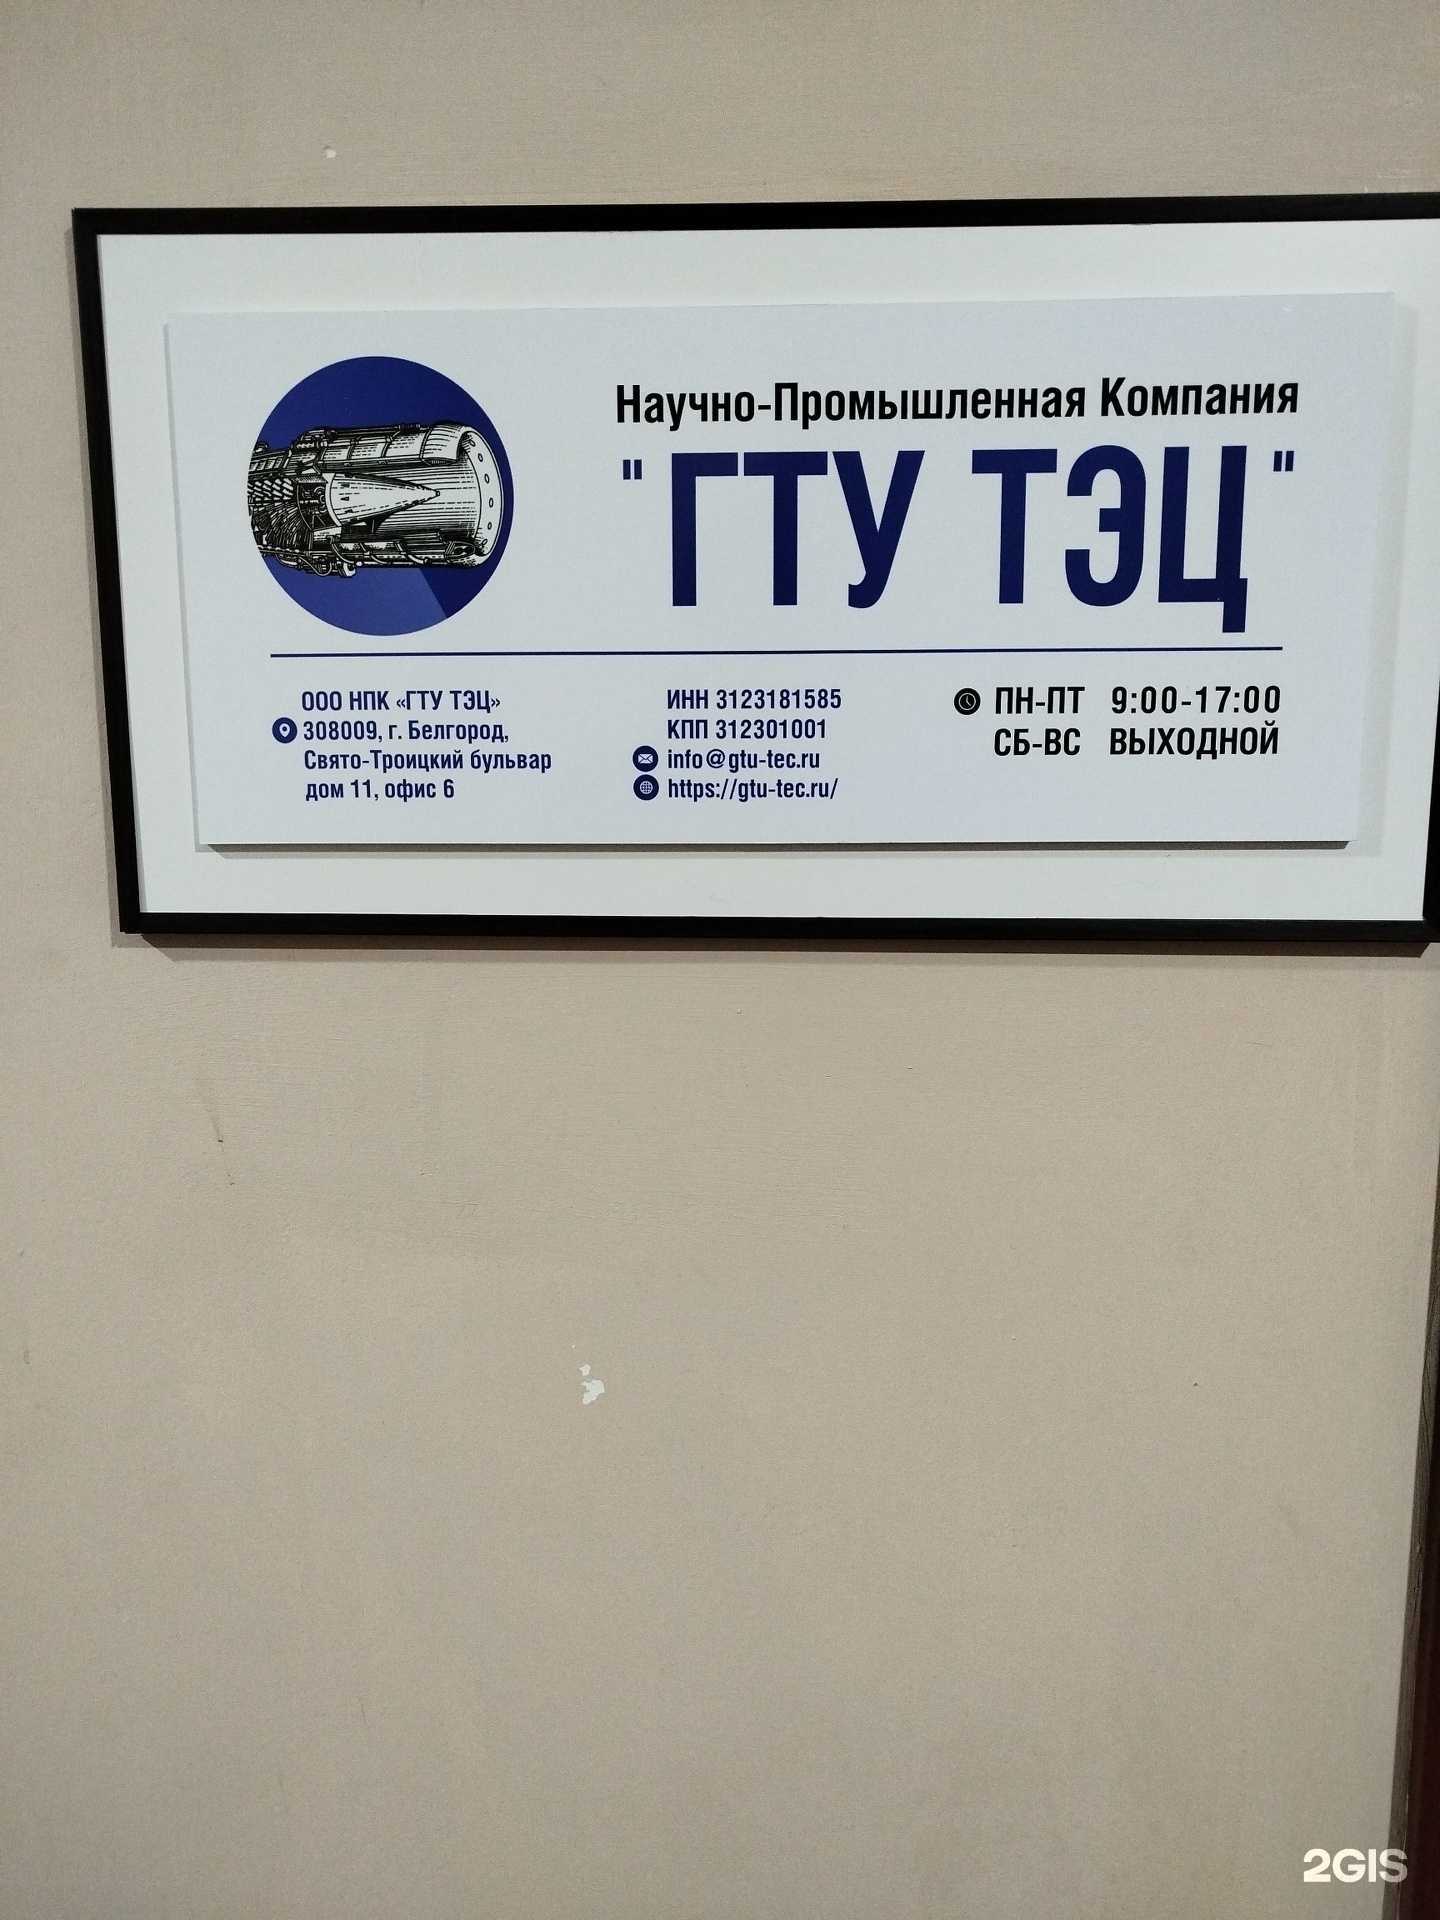 Научно-Промышленная Компания
"ГТУ ТЭЦ"
ООО НПК «ГТУ ТЭЦ»
308009, г. Белгород,
Свято-Троицкий бульвар
дом 11, офис 6
ИНН 3123181585
КПП 312301001
info@gtu-tec.ru
https://gtu-tec.ru/
ПН-ПТ 9:00-17:00
СБ-ВС ВЫХОДНОЙ
2GIS